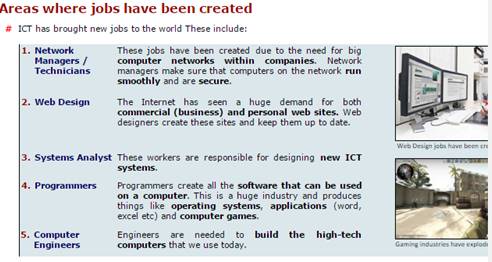 Areas where jobs have been created
# ICT has brought new jobs to the world These include:
1. Network Managers / Technicians
These jobs have been created due to the need for big
computer networks within companies. Network
managers make sure that computers on the network run
smoothly and are secure.
2. Web Design
The Internet has seen a huge demand for both
commercial (business) and personal web sites. Web
designers create these sites and keep them up to date.
Web Design jobs have been
3. Systems Analyst
These workers are responsible for designing new ICT
systems.
4. Programmers
Programmers create all the software that can be used
on a computer. This is a huge industry and produces
things like operating systems, applications (word,
excel etc) and computer games.
5. Computer Engineers
Engineers are needed to build the high-tech
computers that we use today.
Gaming industries have